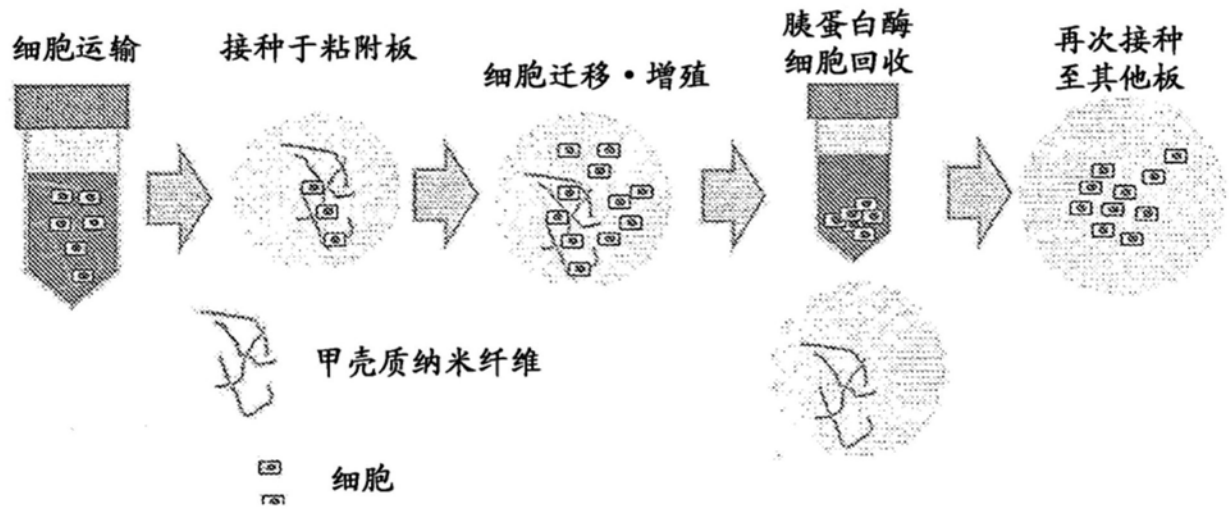 细胞运输
接种于粘附板
细胞迁移·增殖
胰蛋白酶
细胞回收
再次接种
至其他板
甲壳质纳米纤维
细胞